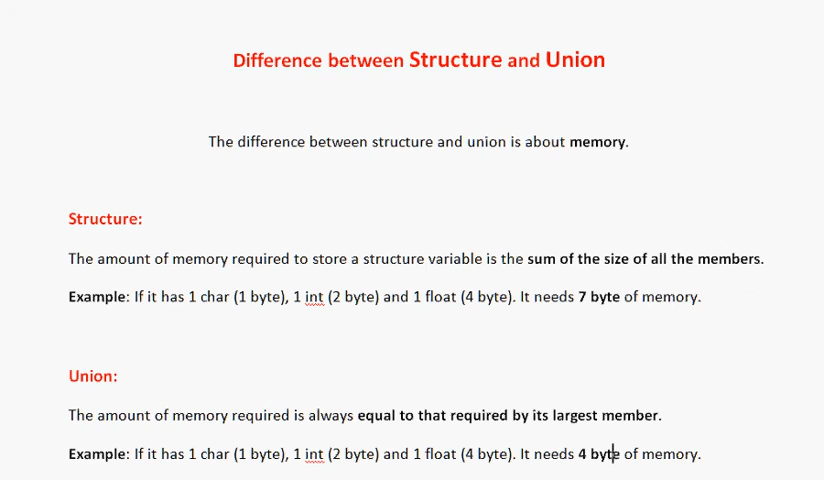 Difference between Structure and Union
The difference between structure and union is about memory.
Structure:
The amount of memory required to store a structure variable is the sum of the size of all the members.
Example: If it has 1 char (1 byte), 1 int (2 byte) and 1 float (4 byte). It needs 7 byte of memory.
Union:
The amount of memory required is always equal to that required by its largest member.
Example: If it has 1 char (1 byte), 1 int (2 byte) and 1 float (4 byte). It needs 4 byte of memory.